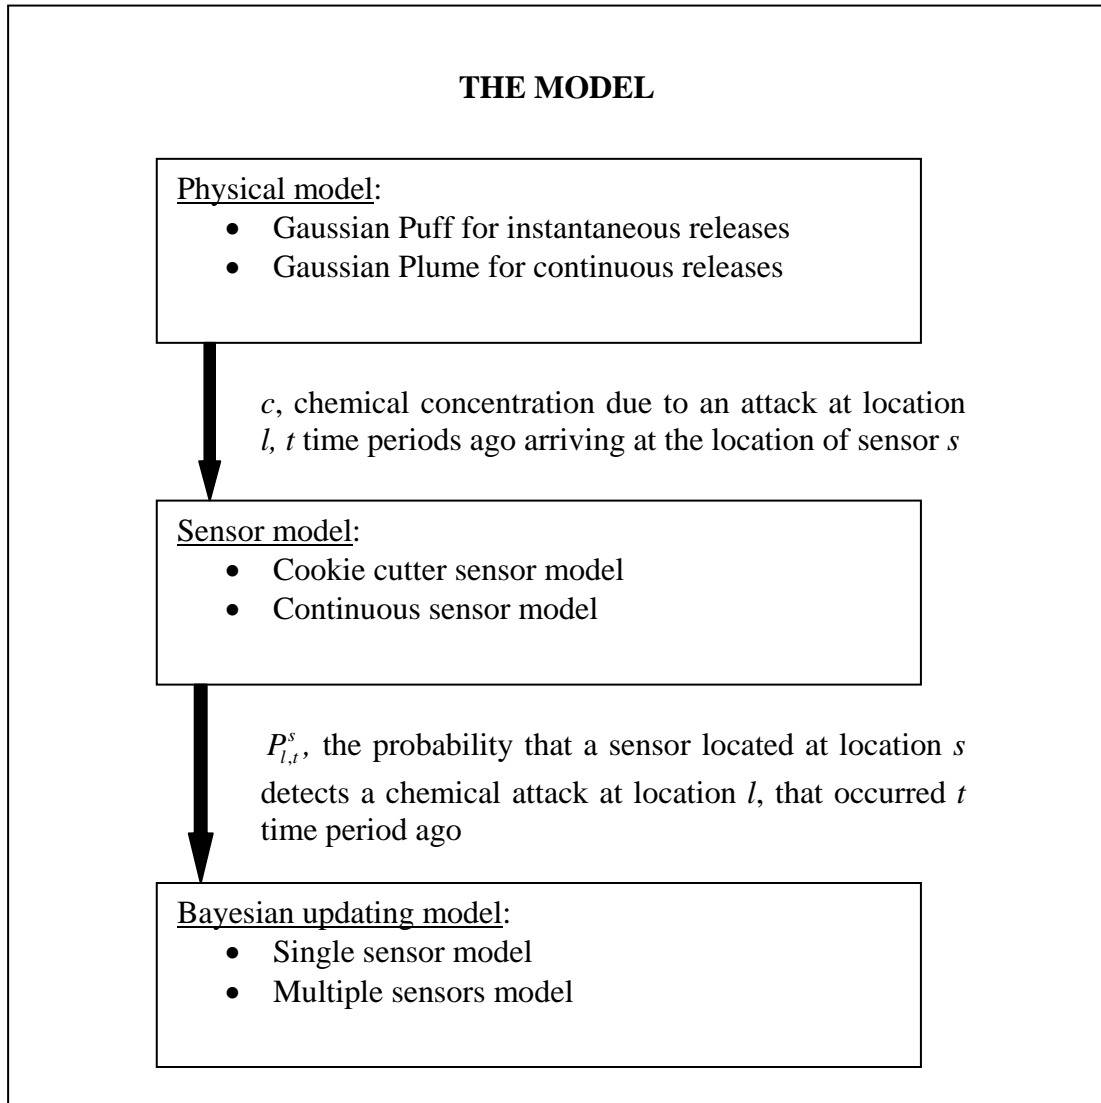 THE MODEL
Physical model:
• Gaussian Puff for instantaneous releases
• Gaussian Plume for continuous releases
c, chemical concentration due to an attack at location
l, t time periods ago arriving at the location of sensor s
Sensor model:
• Cookie cutter sensor model
• Continuous sensor model
P^s_{l,t}, the probability that a sensor located at location s
detects a chemical attack at location l, that occurred t
time period ago
Bayesian updating model:
• Single sensor model
• Multiple sensors model